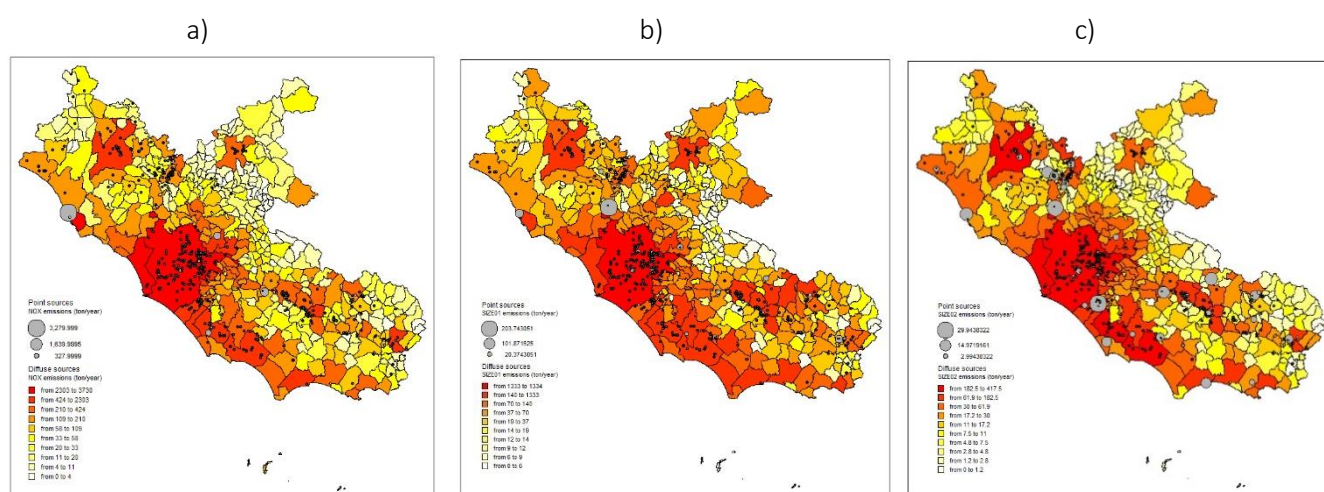 a)
b)
c)
Point sources
NOX emissions (ton/year)
3,279.999
1,639.9995
327.9999
Diffuse sources
NOX emissions (ton/year)
from 2303 to 3730
from 424 to 2303
from 210 to 424
from 109 to 210
from 58 to 109
from 33 to 58
from 20 to 33
from 11 to 20
from 4 to 11
from 0 to 4
Point sources
SIZE01 emissions (ton/year)
203.743051
101.871525
20.3743051
Diffuse sources
SIZE01 emissions (ton/year)
from 1333 to 1334
from 140 to 1333
from 70 to 140
from 37 to 70
from 19 to 37
from 14 to 19
from 12 to 14
from 9 to 12
from 6 to 9
Point sources
SIZE02 emissions (ton/year)
29.9438322
14.9719161
2.99438322
Diffuse sources
SIZE02 emissions (ton/year)
from 182.5 to 417.5
from 61.9 to 182.5
from 30 to 61.9
from 17.2 to 30
from 11 to 17.2
from 7.5 to 11
from 4.8 to 7.5
from 2.8 to 4.8
from 1.2 to 2.8
from 0 to 1.2